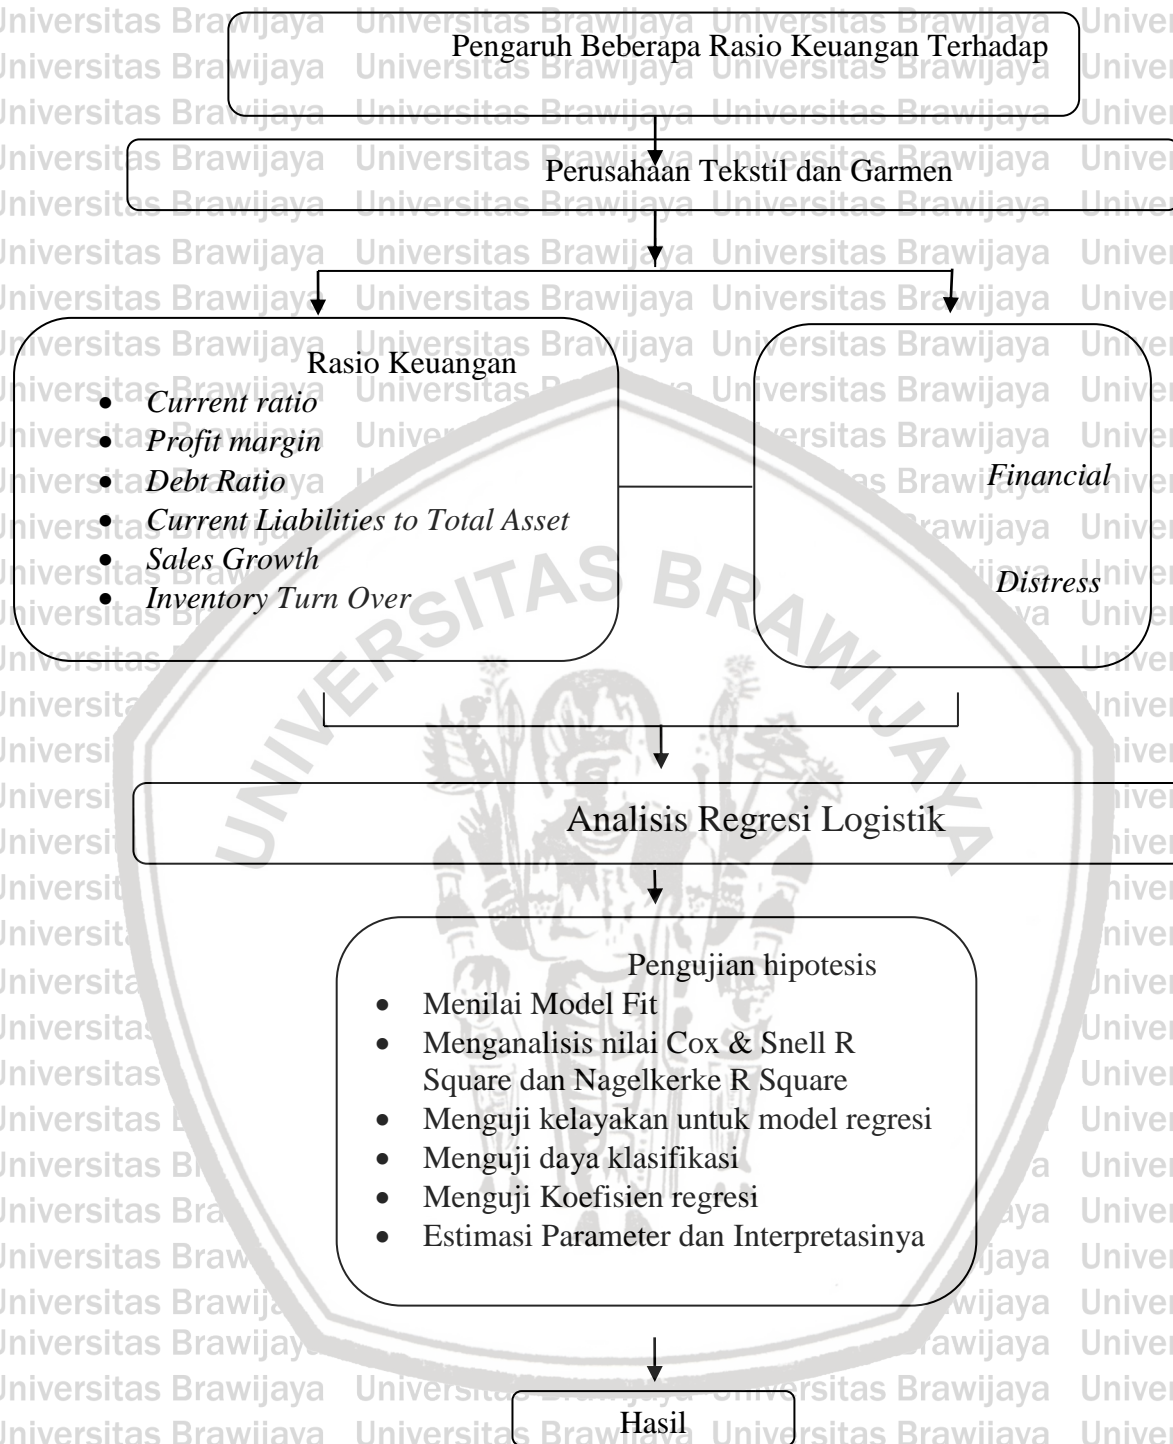 Pengaruh Beberapa Rasio Keuangan Terhadap
Perusahaan Tekstil dan Garmen
Rasio Keuangan
• Current ratio
• Profit margin
• Debt Ratio
• Current Liabilities to Total Asset
• Sales Growth
• Inventory Turn Over
Financial
Distress
UNIVERSITAS BRAWIJAYA
Analisis Regresi Logistik
Pengujian hipotesis
• Menilai Model Fit
• Menganalisis nilai Cox & Snell R
Square dan Nagelkerke R Square
• Menguji kelayakan untuk model regresi
• Menguji daya klasifikasi
• Menguji Koefisien regresi
• Estimasi Parameter dan Interpretasinya
Hasil